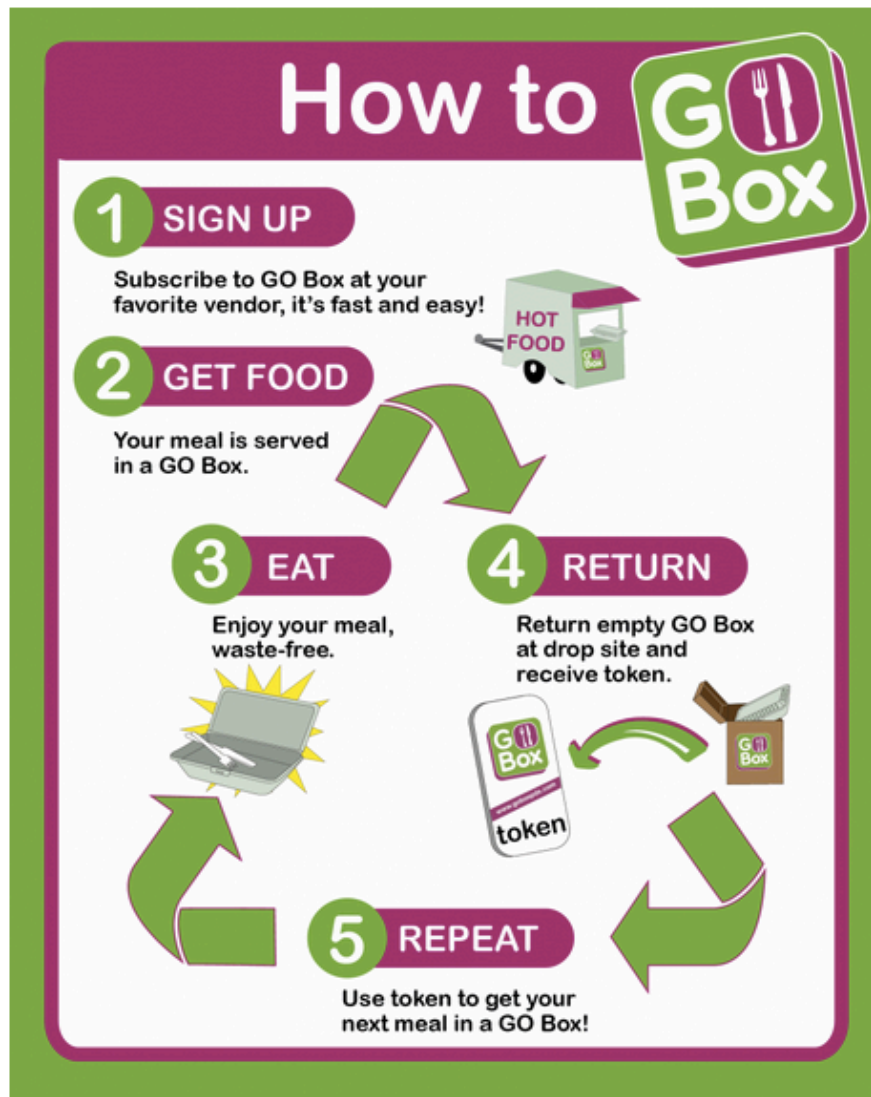 How to
GO
Box
1 SIGN UP
Subscribe to GO Box at your
favorite vendor, it's fast and easy!
HOT
FOOD
GO
Box
2 GET FOOD
Your meal is served
in a GO Box.
3 EAT
Enjoy your meal,
waste-free.
4 RETURN
Return empty GO Box
at drop site and
receive token.
GO
Box
token
GO
Box
5 REPEAT
Use token to get your
next meal in a GO Box!